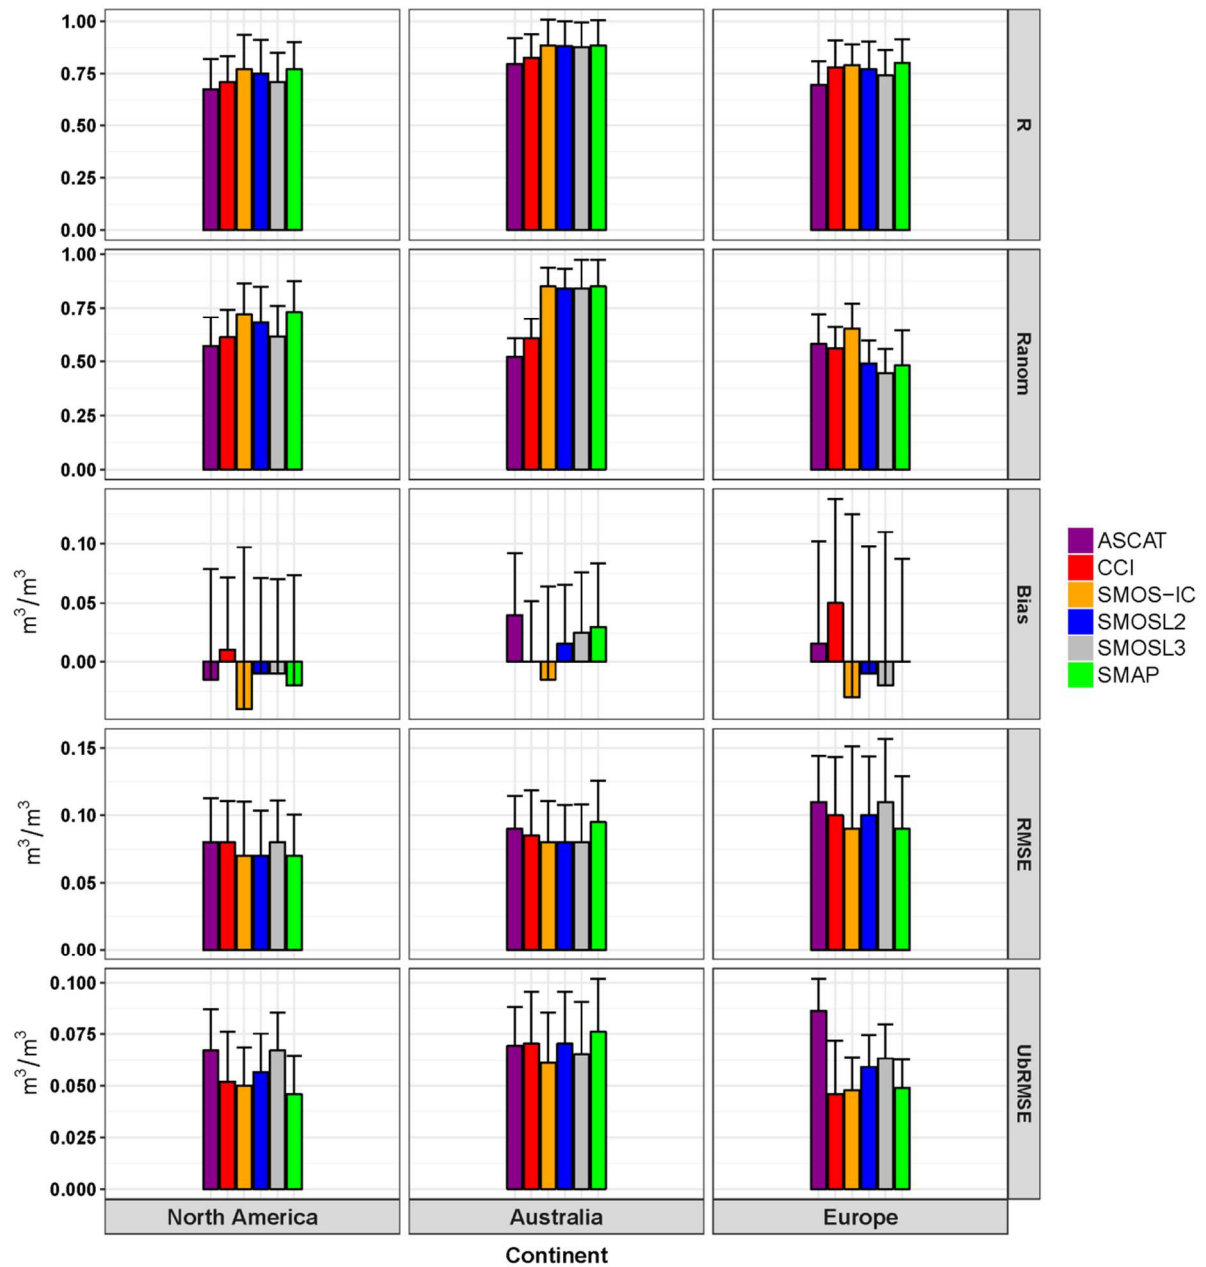 1.00
0.75
0.50
0.25
0.00
R
1.00
0.75
0.50
0.25
0.00
Ranom
m³/m³
0.10
0.05
0.00
Bias
ASCAT
CCI
SMOS−IC
SMOSL2
SMOSL3
SMAP
m³/m³
0.15
0.10
0.05
0.00
RMSE
m³/m³
0.100
0.075
0.050
0.025
0.000
UbRMSE
North America
Australia
Europe
Continent